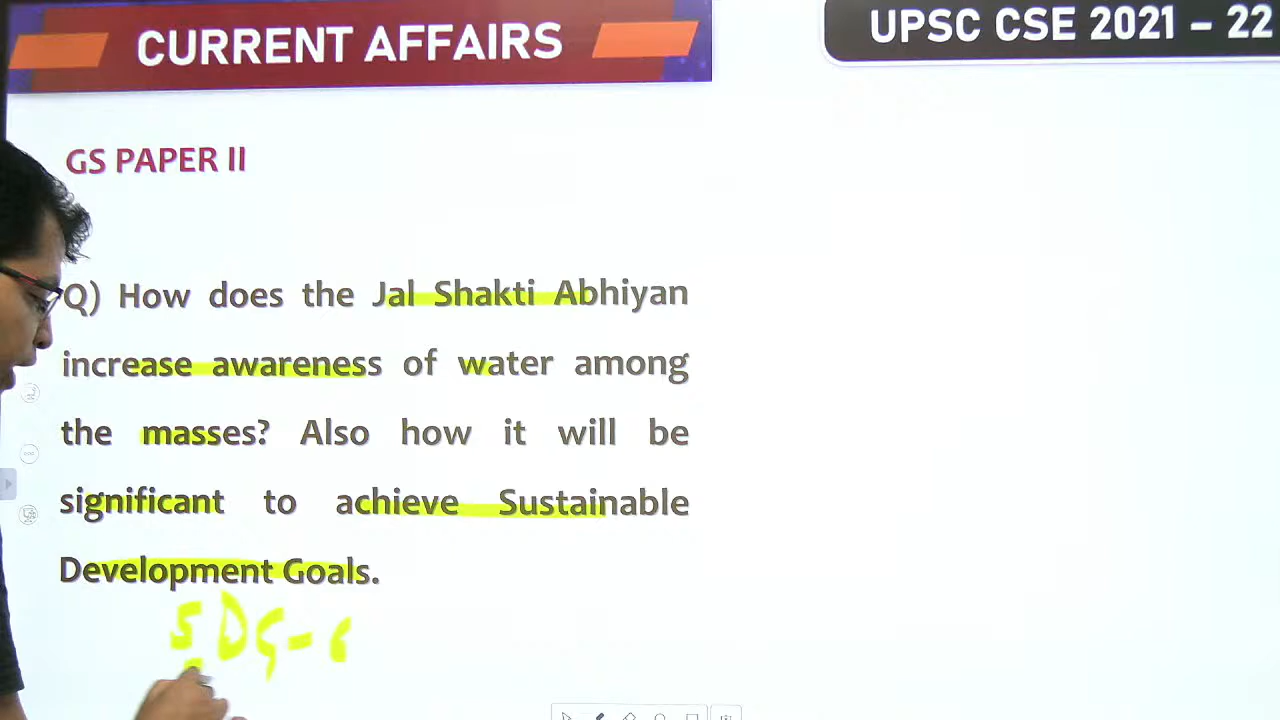 CURRENT AFFAIRS
UPSC CSE 2021 – 22
GS PAPER II
Q) How does the Jal Shakti Abhiyan
increase awareness of water among
the masses? Also how it will be
significant to achieve Sustainable
Development Goals.
SDG-6